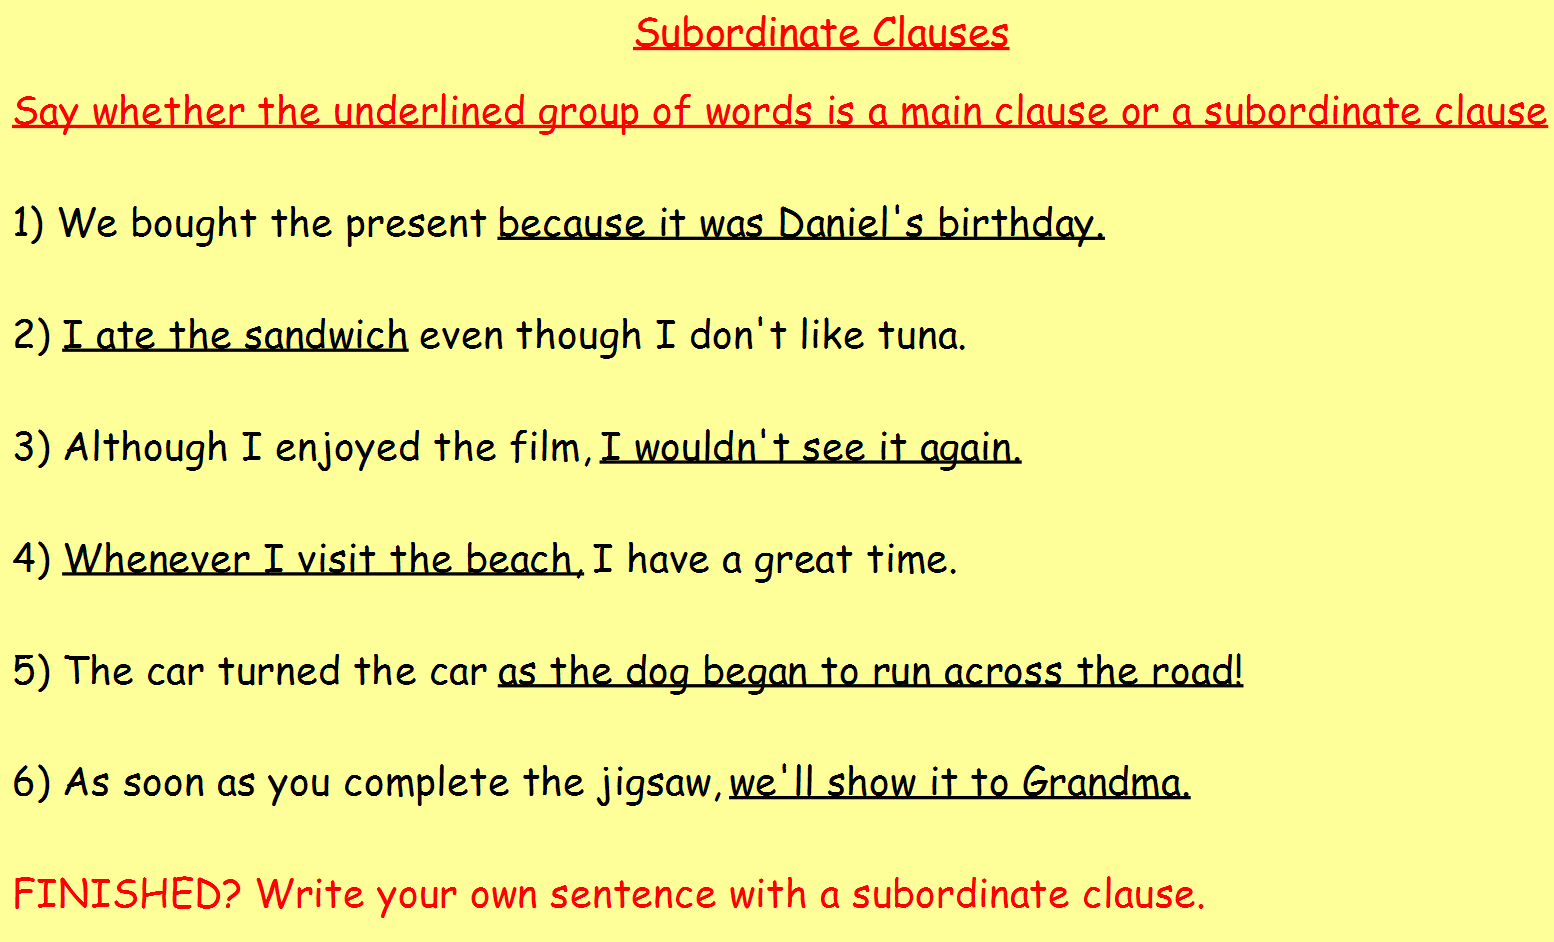 Subordinate Clauses
Say whether the underlined group of words is a main clause or a subordinate clause
1) We bought the present because it was Daniel's birthday.
2) I ate the sandwich even though I don't like tuna.
3) Although I enjoyed the film, I wouldn't see it again.
4) Whenever I visit the beach, I have a great time.
5) The car turned the car as the dog began to run across the road!
6) As soon as you complete the jigsaw, we'll show it to Grandma.
FINISHED? Write your own sentence with a subordinate clause.